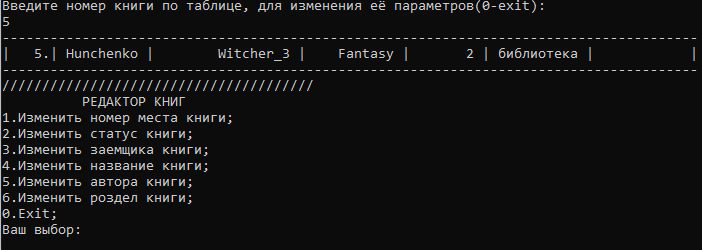 Введите номер книги по таблице, для изменения её параметров(0-exit):
5
---------------------------------------------------------------------------------------
|   5.| Hunchenko |        Witcher_3 |    Fantasy |       2 | библиотека |            |
---------------------------------------------------------------------------------------
///////////////////////////////////////
          РЕДАКТОР КНИГ
1.Изменить номер места книги;
2.Изменить статус книги;
3.Изменить заемщика книги;
4.Изменить название книги;
5.Изменить автора книги;
6.Изменить роздел книги;
0.Exit;
Ваш выбор: